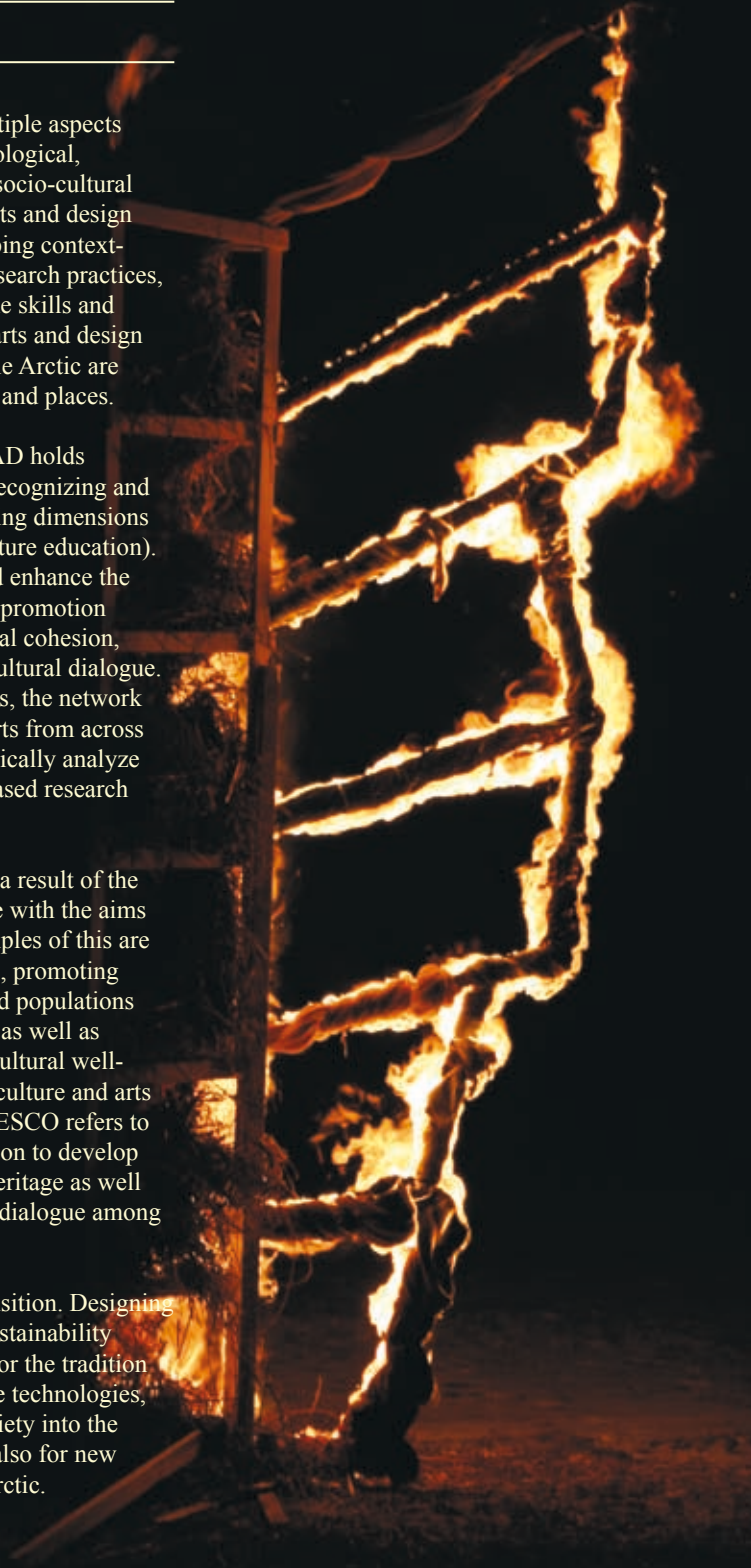 tiple aspects
ological,
socio-cultural
ts and design
ping context-
search practices,
e skills and
arts and design
e Arctic are
and places.
AD holds
ecognizing and
ing dimensions
ture education).
l enhance the
promotion
al cohesion,
ultural dialogue.
s, the network
rts from across
ically analyze
ased research
a result of the
e with the aims
ples of this are
, promoting
d populations
as well as
ultural well-
culture and arts
ESCO refers to
on to develop
eritage as well
dialogue among
sition. Designing
stainability
or the tradition
e technologies,
iety into the
also for new
rctic.